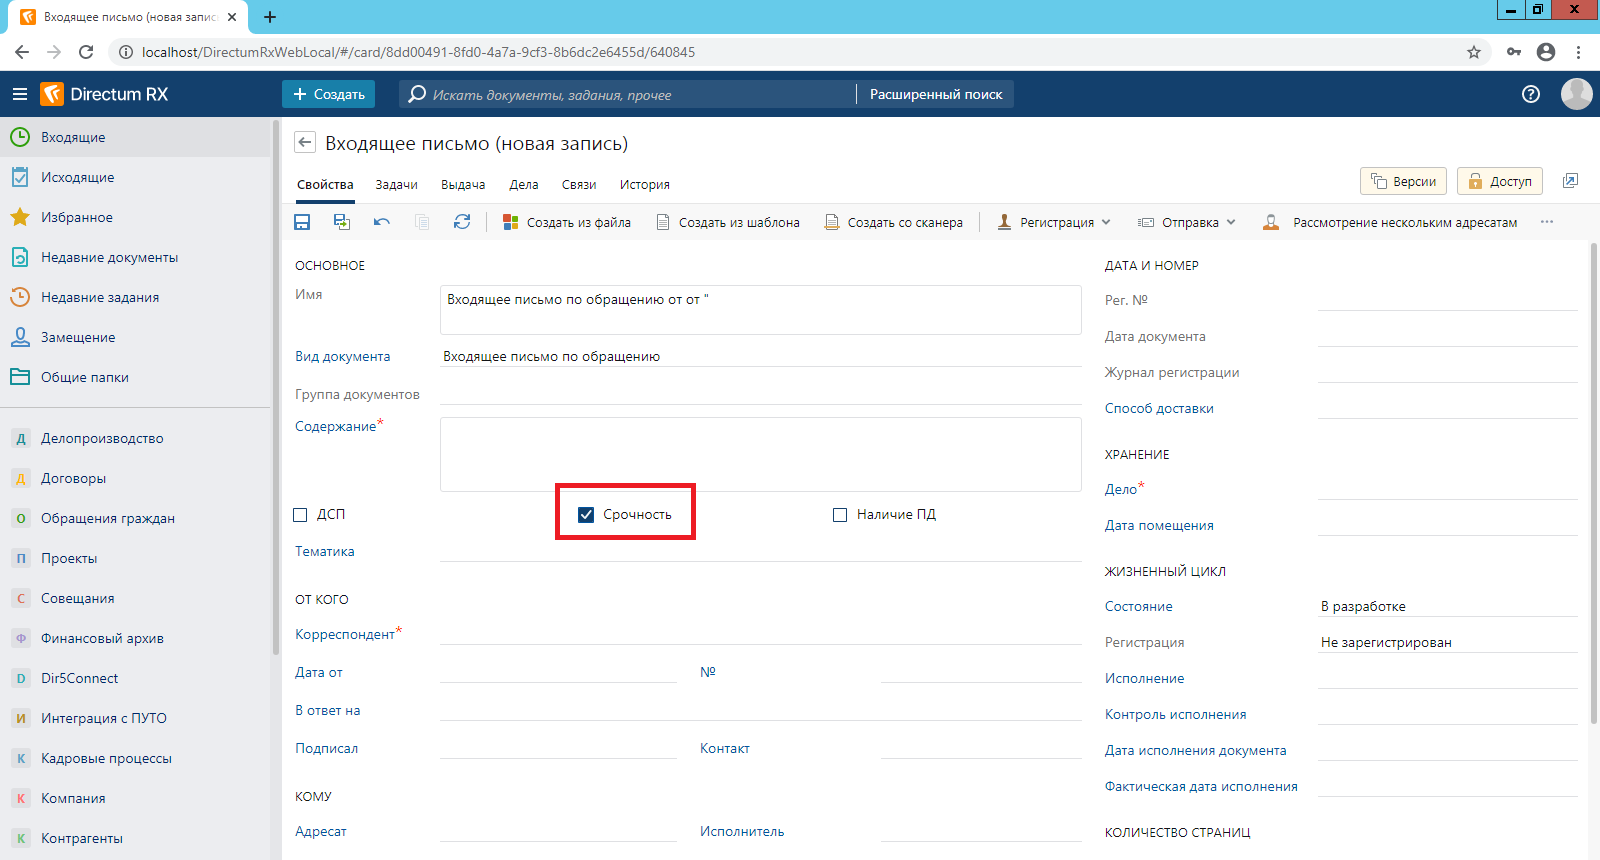 Входящее письмо (новая запис
localhost/DirectumRxWebLocal/#/card/8dd00491-8fd0-4a7a-9cf3-8b6dc2e6455d/640845
Directum RX
Создать
Искать документы, задания, прочее
Расширенный поиск
Входящие
Исходящие
Избранное
Недавние документы
Недавние задания
Замещение
Общие папки
Д Делопроизводство
Д Договоры
О Обращения граждан
П Проекты
С Совещания
Ф Финансовый архив
D Dir5Connect
И Интеграция с ПУТО
К Кадровые процессы
К Компания
К Контрагенты
Входящее письмо (новая запись)
Свойства Задачи Выдача Дела Связи История
Версии Доступ
Создать из файла Создать из шаблона Создать со сканера Регистрация Отправка Рассмотрение нескольким адресатам ...
ОСНОВНОЕ
Имя Входящее письмо по обращению от от "
Вид документа Входящее письмо по обращению
Группа документов
Содержание*
ДСП Срочность Наличие ПД
Тематика
ОТ КОГО
Корреспондент*
Дата от №
В ответ на
Подписал Контакт
КОМУ
Адресат Исполнитель
ДАТА И НОМЕР
Рег. №
Дата документа
Журнал регистрации
Способ доставки
ХРАНЕНИЕ
Дело*
Дата помещения
ЖИЗНЕННЫЙ ЦИКЛ
Состояние В разработке
Регистрация Не зарегистрирован
Исполнение
Контроль исполнения
Дата исполнения документа
Фактическая дата исполнения
КОЛИЧЕСТВО СТРАНИЦ